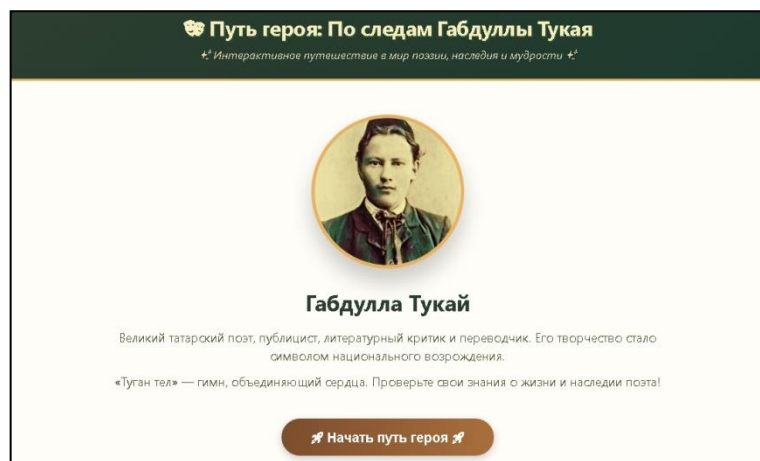 🎭 Путь героя: По следам Габдуллы Тукая
✨ Интерактивное путешествие в мир поэзии, наследия и мудрости ✨
Габдулла Тукай
Великий татарский поэт, публицист, литературный критик и переводчик. Его творчество стало
символом национального возрождения.
«Туган тел» — гимн, объединяющий сердца. Проверьте свои знания о жизни и наследии поэта!
🚀 Начать путь героя 🚀